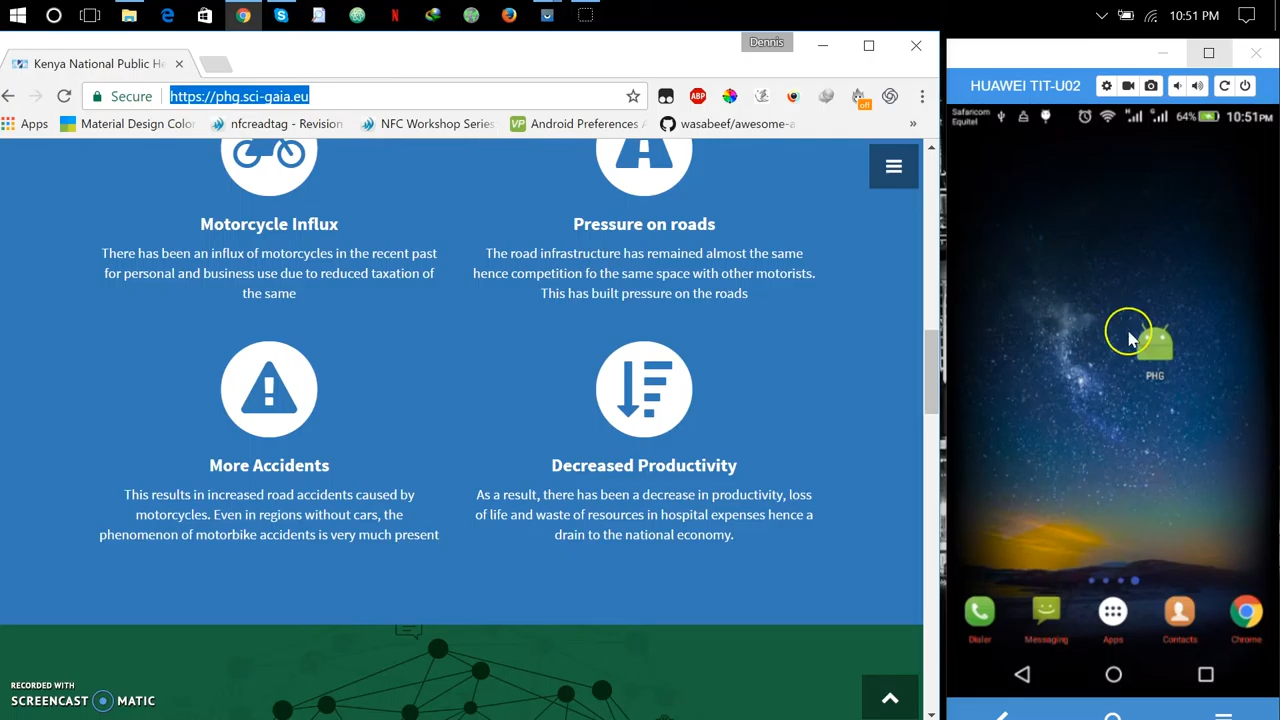 10:51 PM
Dennis
Kenya National Public He
Secure
https://phg.sci-gaia.eu
off
Apps
Material Design Color
nfcreadtag - Revision
NFC Workshop Series
VP
Android Preferences A
wasabeef/awesome-a
»
Motorcycle Influx
There has been an influx of motorcycles in the recent past
for personal and business use due to reduced taxation of
the same
Pressure on roads
The road infrastructure has remained almost the same
hence competition fo the same space with other motorists.
This has built pressure on the roads
More Accidents
This results in increased road accidents caused by
motorcycles. Even in regions without cars, the
phenomenon of motorbike accidents is very much present
Decreased Productivity
As a result, there has been a decrease in productivity, loss
of life and waste of resources in hospital expenses hence a
drain to the national economy.
RECORDED WITH
SCREENCAST MATIC
HUAWEI TIT-U02
Safaricom
Equitel
64%
10:51PM
PHG
Dialer
Messaging
Apps
Contacts
Chrome